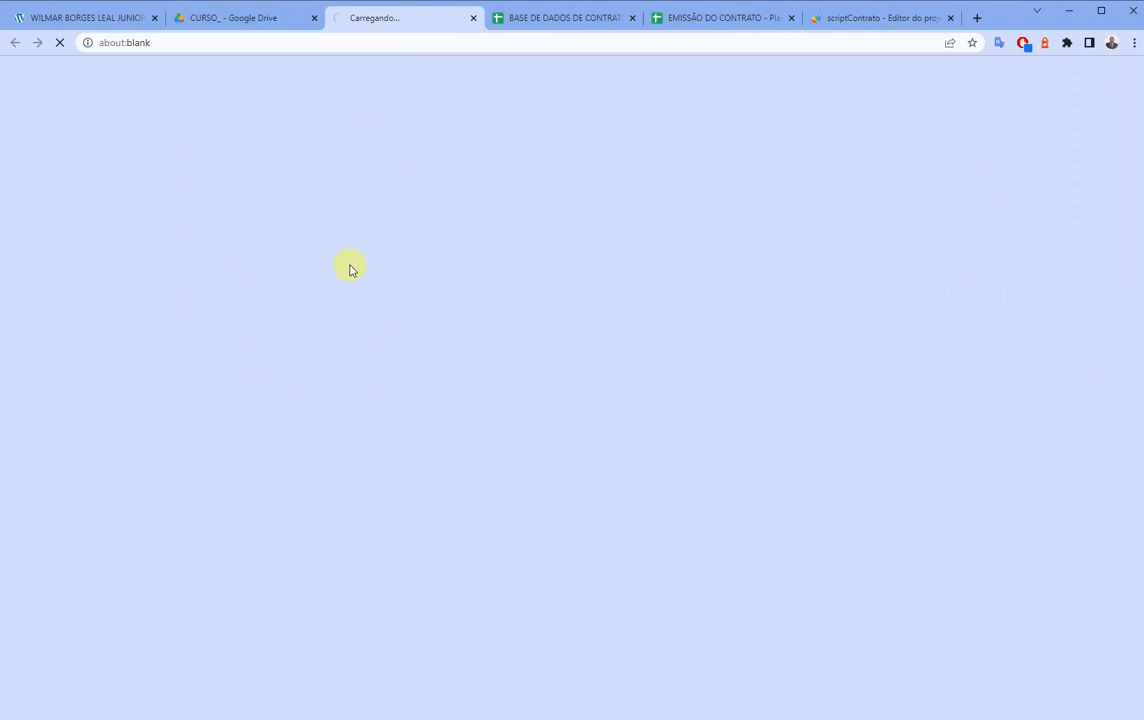 WILMAR BORGES LEAL JUNIOR
CURSO_ - Google Drive
Carregando...
BASE DE DADOS DE CONTRAT
EMISSÃO DO CONTRATO - Pla
scriptContrato - Editor do proj
about:blank